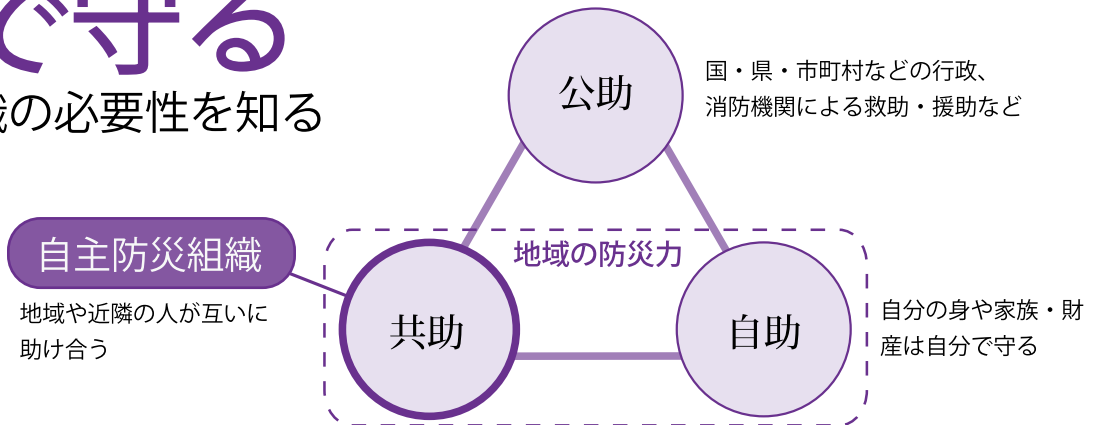 で守る
の必要性を知る
公助
国・県・市町村などの行政、
消防機関による救助・援助など
自主防災組織
地域や近隣の人が互いに
助け合う
地域の防災力
共助
自助
自分の身や家族・財
産は自分で守る